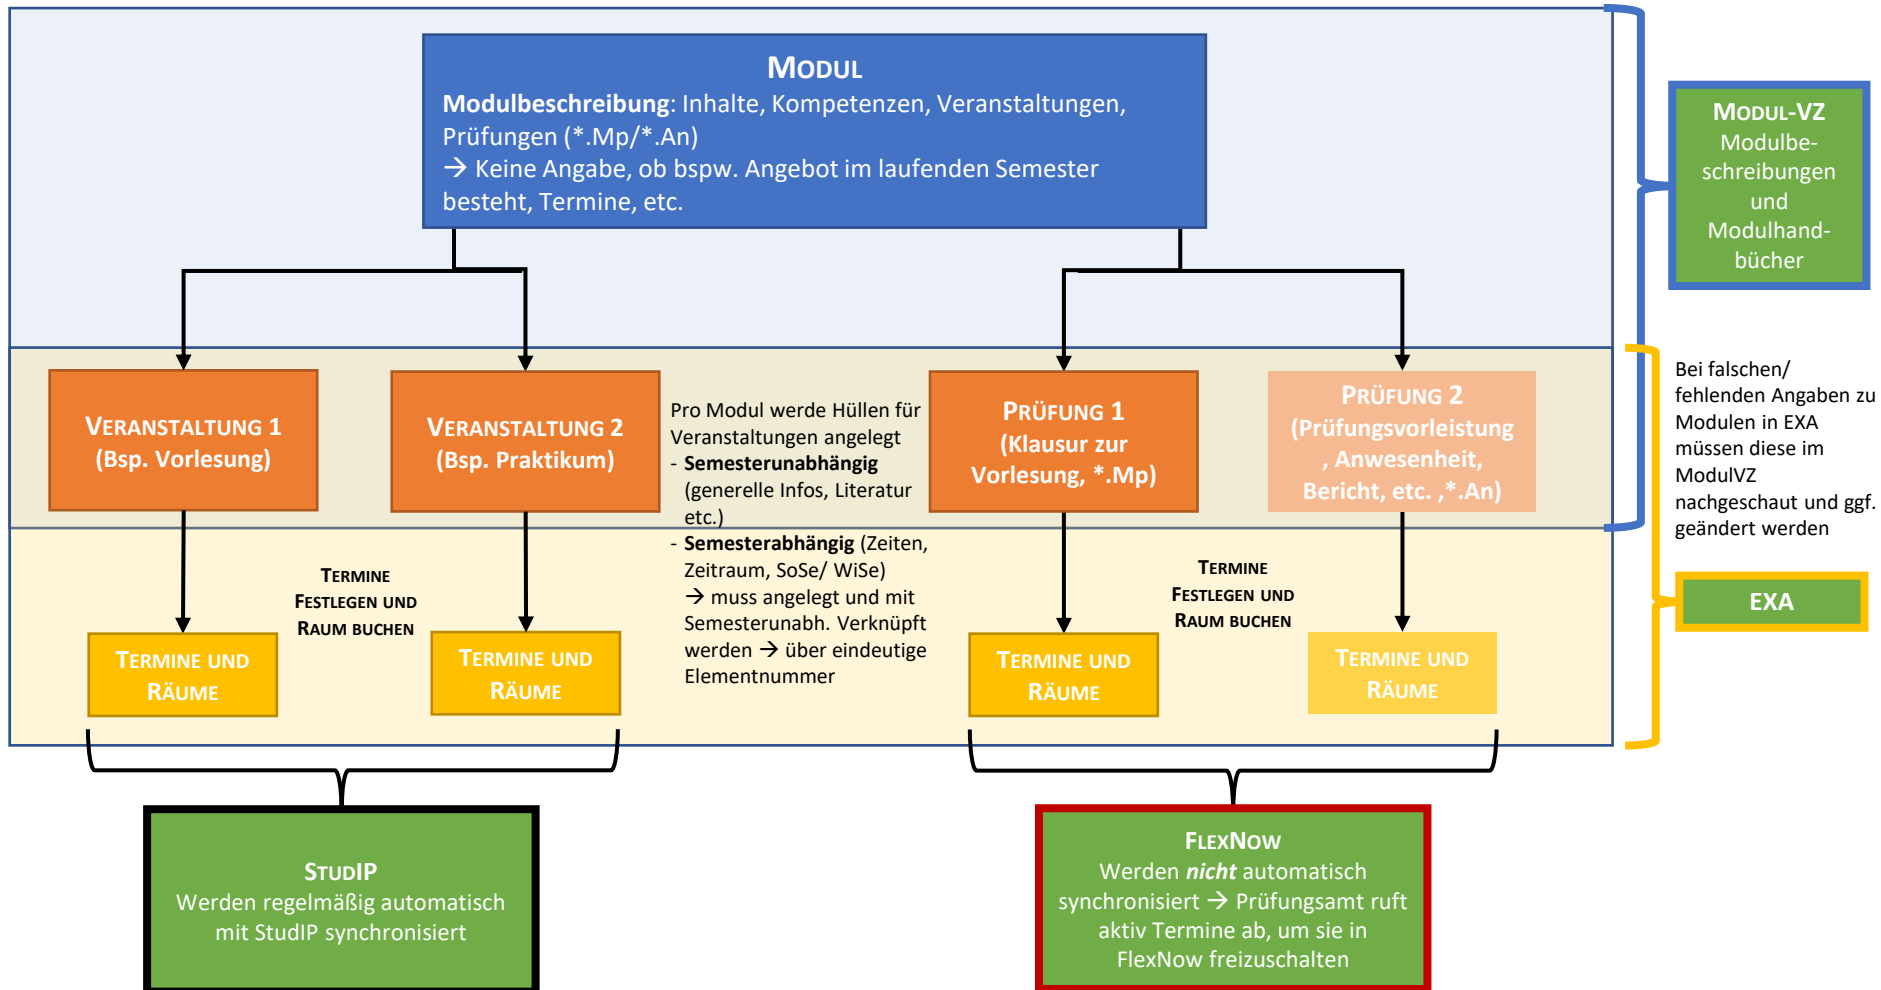 MODUL
Modulbeschreibung: Inhalte, Kompetenzen, Veranstaltungen,
Prüfungen (*.Mp/*.An)
→ Keine Angabe, ob bspw. Angebot im laufenden Semester
besteht, Termine, etc.
MODUL-VZ
Modulbe-
schreibungen
und
Modulhand-
bücher
VERANSTALTUNG 1
(Bsp. Vorlesung)
VERANSTALTUNG 2
(Bsp. Praktikum)
Pro Modul werde Hüllen für
Veranstaltungen angelegt
- Semesterunabhängig
(generelle Infos, Literatur
etc.)
- Semesterabhängig (Zeiten,
Zeitraum, SoSe/ WiSe)
→ muss angelegt und mit
Semesterunabh. Verknüpft
werden → über eindeutige
Elementnummer
PRÜFUNG 1
(Klausur zur
Vorlesung, *.Mp)
PRÜFUNG 2
(Prüfungsvorleistung
, Anwesenheit,
Bericht, etc. ,*.An)
Bei falschen/
fehlenden Angaben zu
Modulen in EXA
müssen diese im
ModulVZ
nachgeschaut und ggf.
geändert werden
EXA
TERMINE
FESTLEGEN UND
RAUM BUCHEN
TERMINE
FESTLEGEN UND
RAUM BUCHEN
TERMINE UND
RÄUME
TERMINE UND
RÄUME
TERMINE UND
RÄUME
TERMINE UND
RÄUME
STUDIP
Werden regelmäßig automatisch
mit StudIP synchronisiert
FLEXNOW
Werden nicht automatisch
synchronisiert → Prüfungsamt ruft
aktiv Termine ab, um sie in
FlexNow freizuschalten